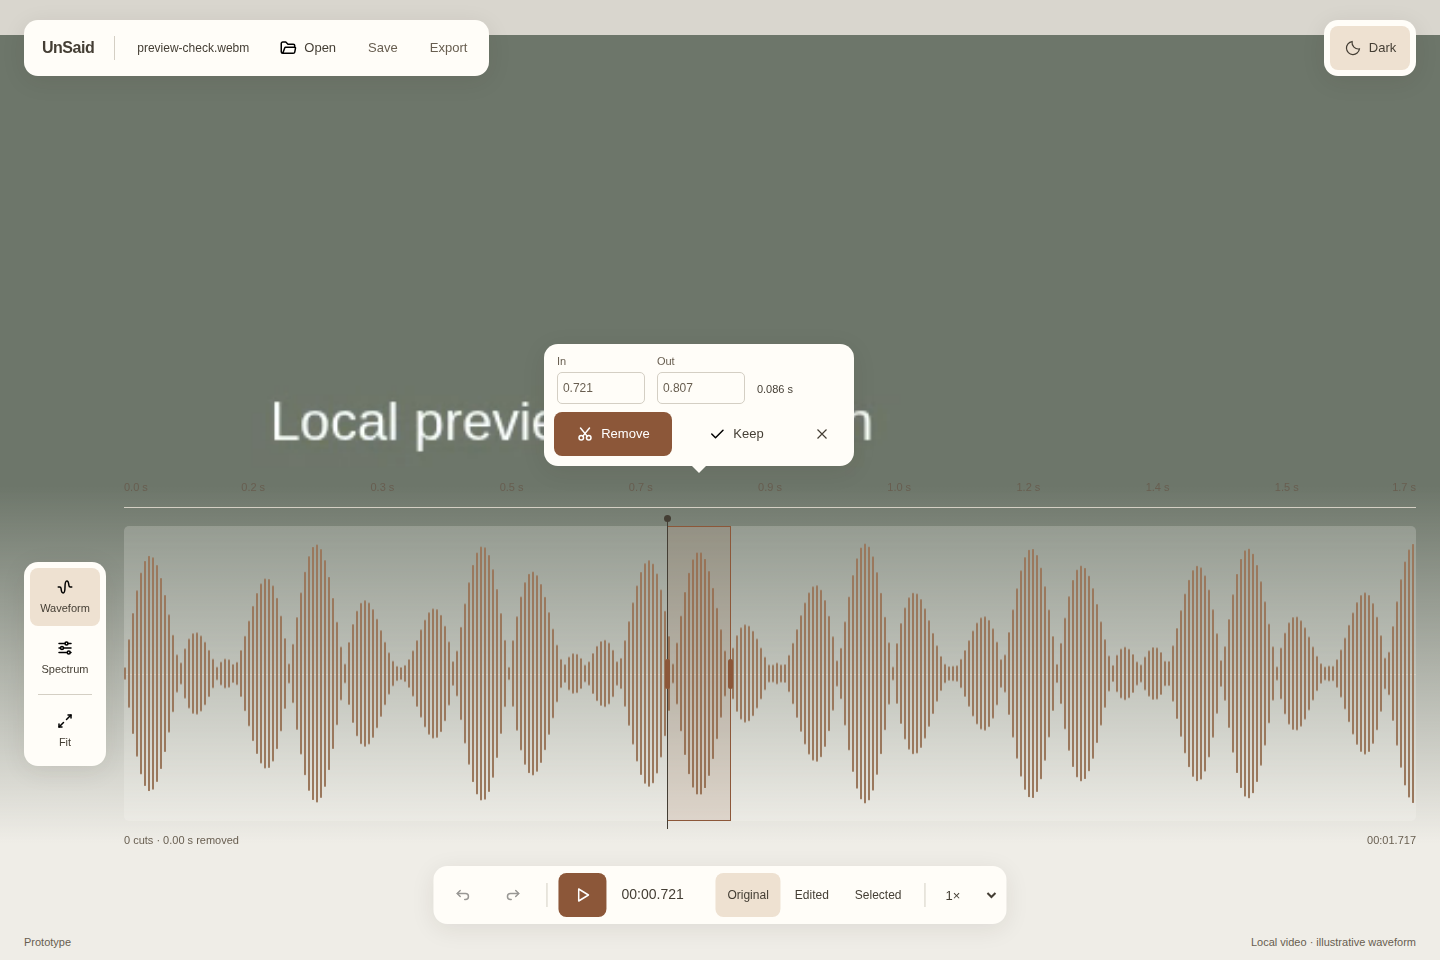 UnSaid
preview-check.webm
Open
Save
Export
Dark
In
Out
0.721
0.807
0.086 s
Remove
Keep
Local previe
n
0.0 s
0.2 s
0.3 s
0.5 s
0.7 s
0.9 s
1.0 s
1.2 s
1.4 s
1.5 s
1.7 s
Waveform
Spectrum
Fit
0 cuts · 0.00 s removed
00:01.717
00:00.721
Original
Edited
Selected
1×
Prototype
Local video · illustrative waveform